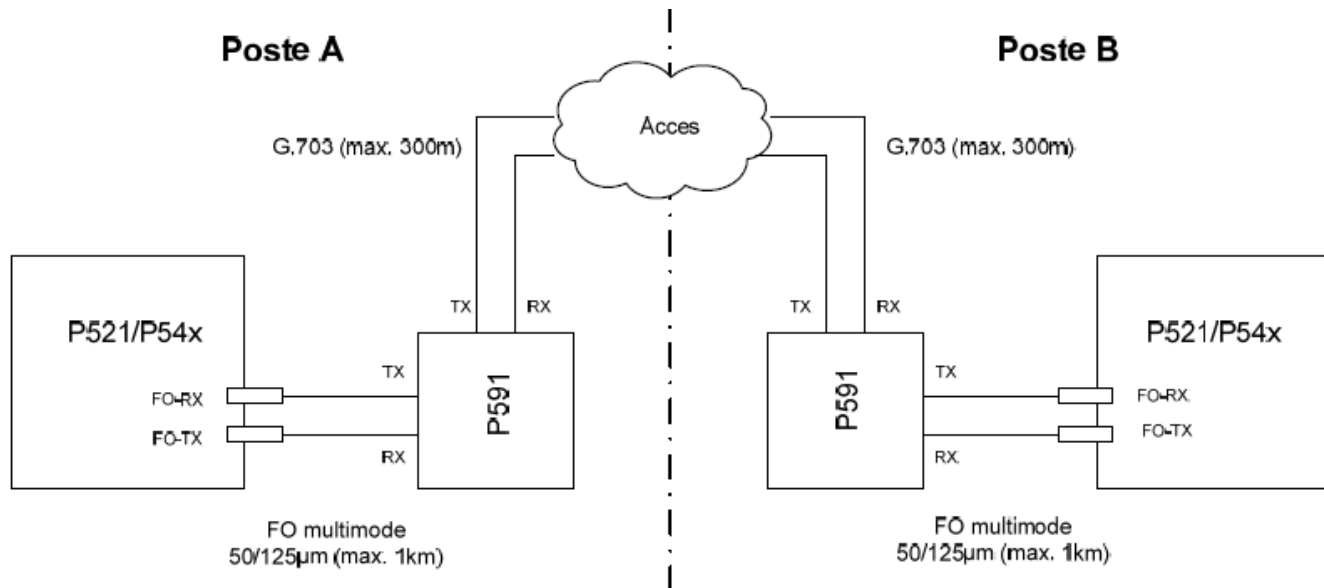 Poste A
Poste B
Acces
G.703 (max. 300m)
G.703 (max. 300m)
TX
RX
TX
RX
P521/P54x
P521/P54x
TX
TX
FO-RX
P591
P591
FO-RX
FO-TX
FO-TX
RX
RX
FO multimode
50/125µm (max. 1km)
FO multimode
50/125µm (max. 1km)